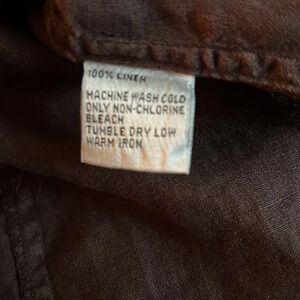 100% LINEN
MACHINE WASH COLD
ONLY NON-CHLORINE
BLEACH
TUMBLE DRY LOW
WARM IRON